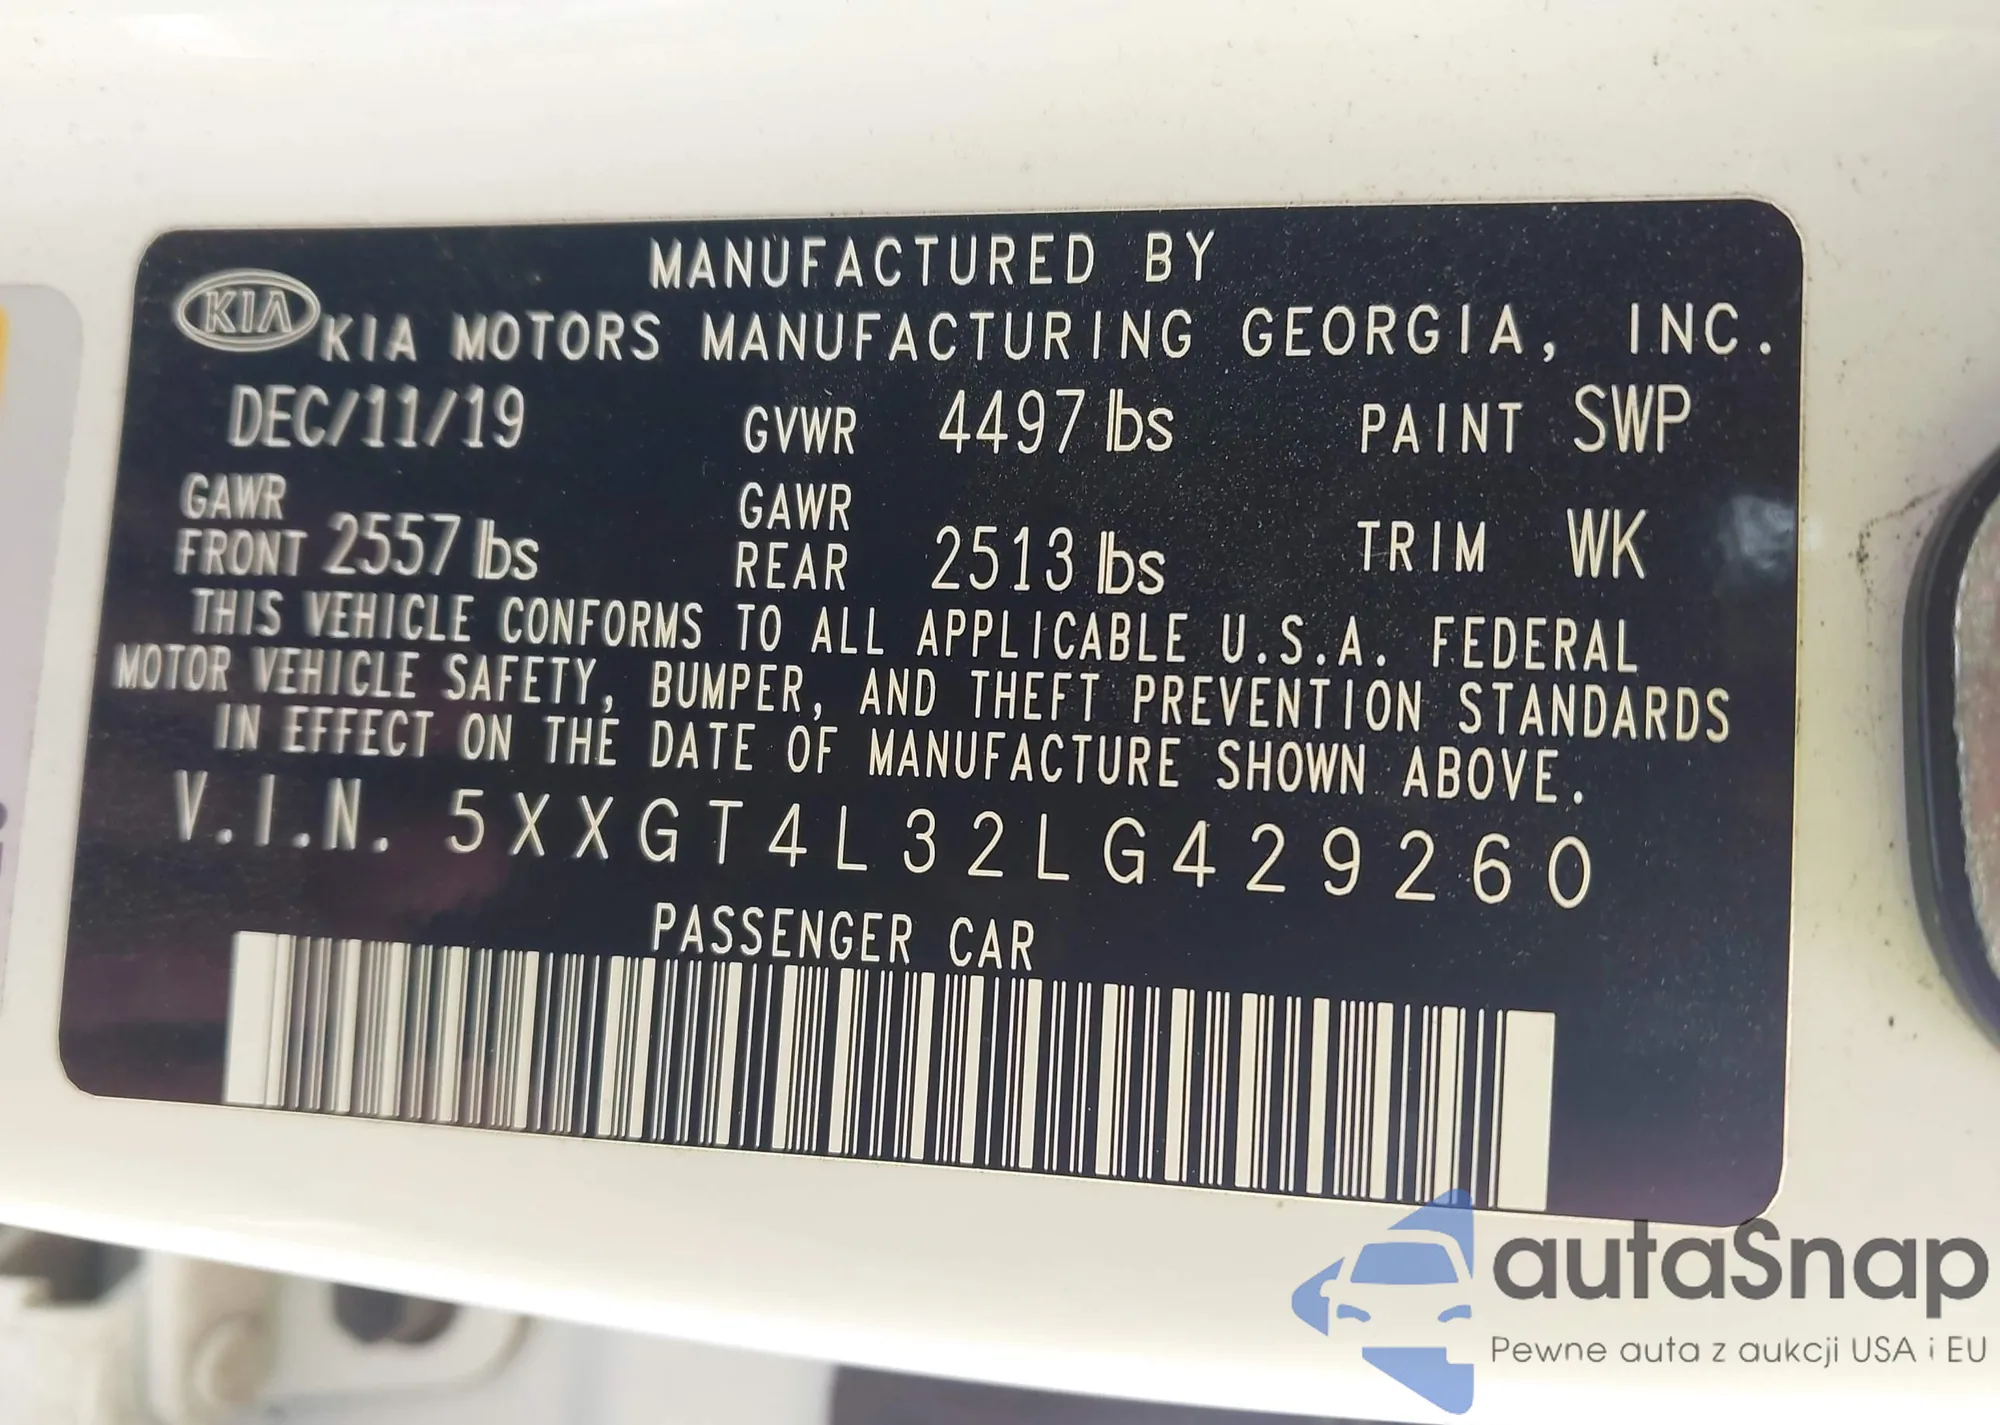 MANUFACTURED BY
KIA KIA MOTORS MANUFACTURING GEORGIA, INC.
DEC/11/19 GVWR 4497 lbs PAINT SWP
GAWR FRONT 2557 lbs GAWR REAR 2513 lbs TRIM WK
THIS VEHICLE CONFORMS TO ALL APPLICABLE U.S.A. FEDERAL
MOTOR VEHICLE SAFETY, BUMPER, AND THEFT PREVENTION STANDARDS
IN EFFECT ON THE DATE OF MANUFACTURE SHOWN ABOVE.
V.I.N. 5XXGT4L32LG429260
PASSENGER CAR
autaSnap
Pewne auta z aukcji USA i EU